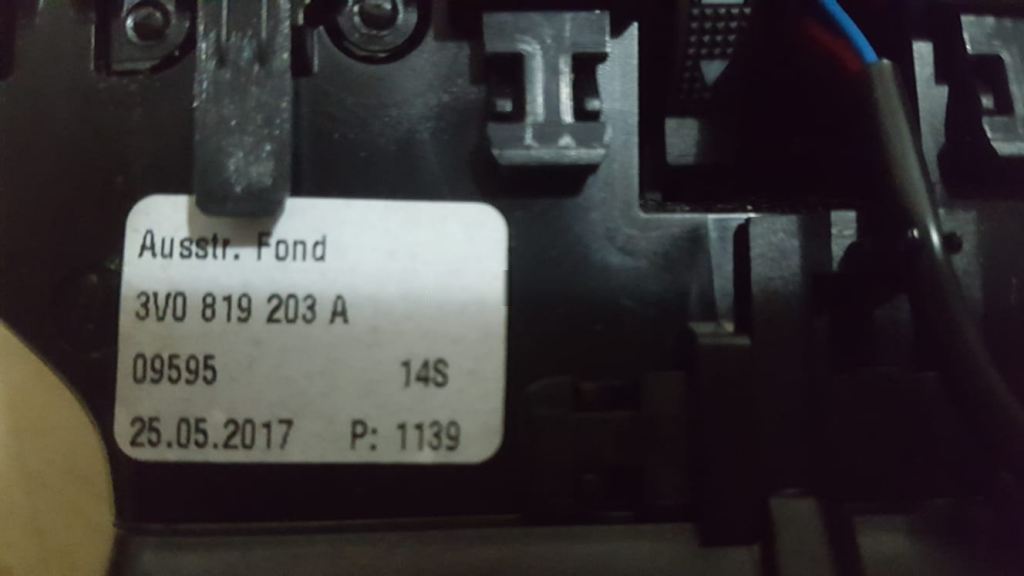 Ausstr. Fond
3V0 819 203 A
09595 14S
25.05.2017 P: 1139